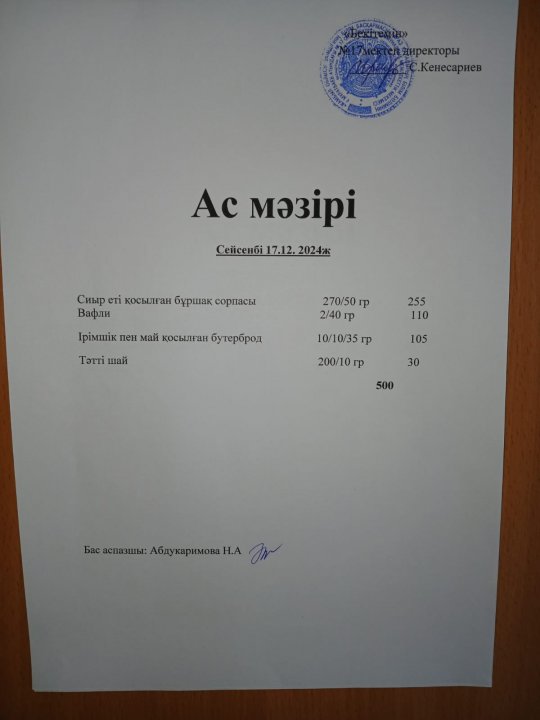 «Бекітемін»
№17мектеп директоры
С.Кенесариев
Ас мәзірі
Сейсенбі 17.12. 2024ж
Сиыр еті қосылған бұршақ сорпасы 270/50 гр 255
Вафли 2/40 гр 110
Ірімшік пен май қосылған бутерброд 10/10/35 гр 105
Тәтті шай 200/10 гр 30
500
Бас аспазшы: Абдукаримова Н.А